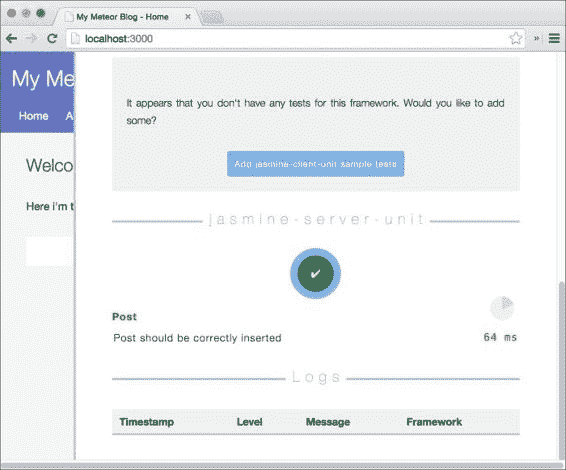 My Meteor Blog - Home
localhost:3000
My Me
Home A
Welco
Here i'm t
It appears that you don't have any tests for this framework. Would you like to add
some?
Add jasmine-client-unit sample tests
jasmine-server-unit
Post
Post should be correctly inserted 64 ms
Logs
Timestamp Level Message Framework